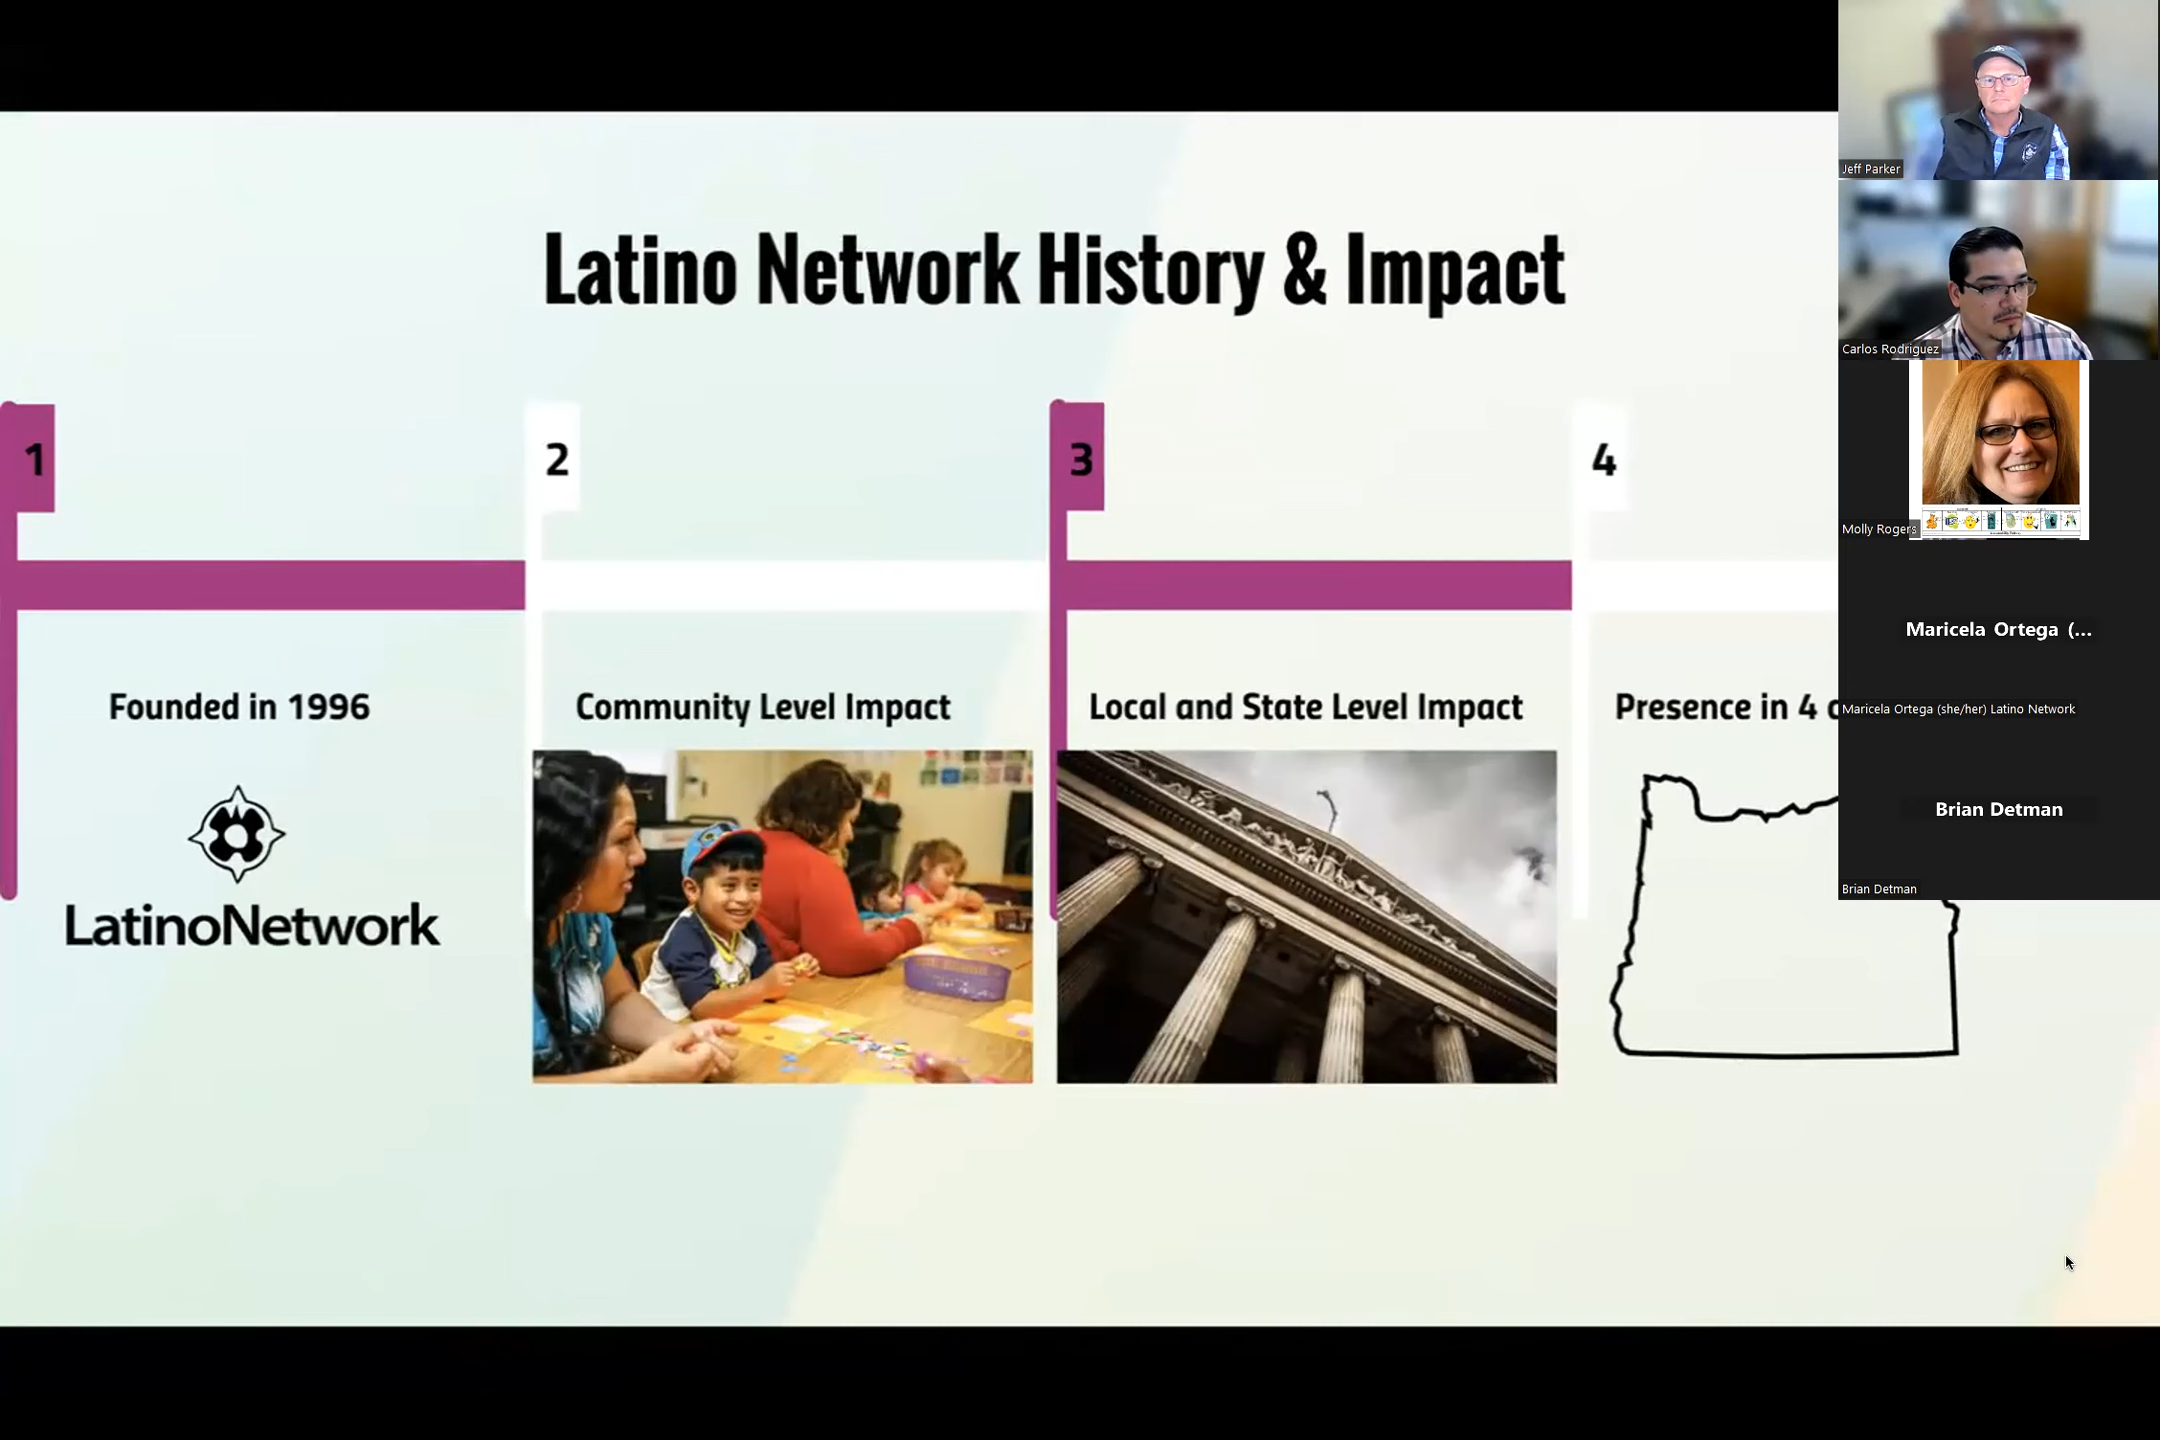 Latino Network History & Impact
1
2
3
4
Founded in 1996
Community Level Impact
Local and State Level Impact
Presence in 4
LatinoNetwork
Jeff Parker
Carlos Rodriguez
Molly Rogers
Maricela Ortega (...
Maricela Ortega (she/her) Latino Network
Brian Detman
Brian Detman